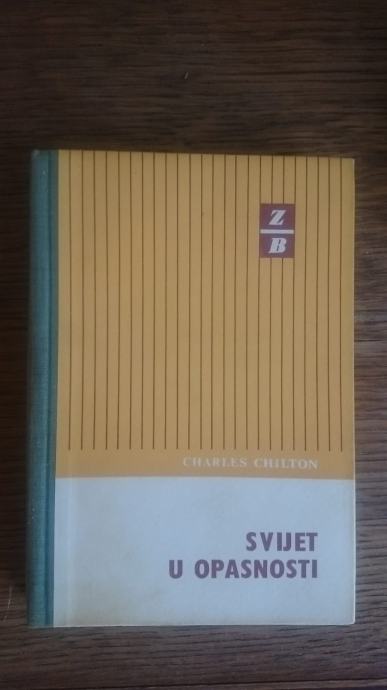 Z
B
CHARLES CHILTON
SVIJET
U OPASNOSTI